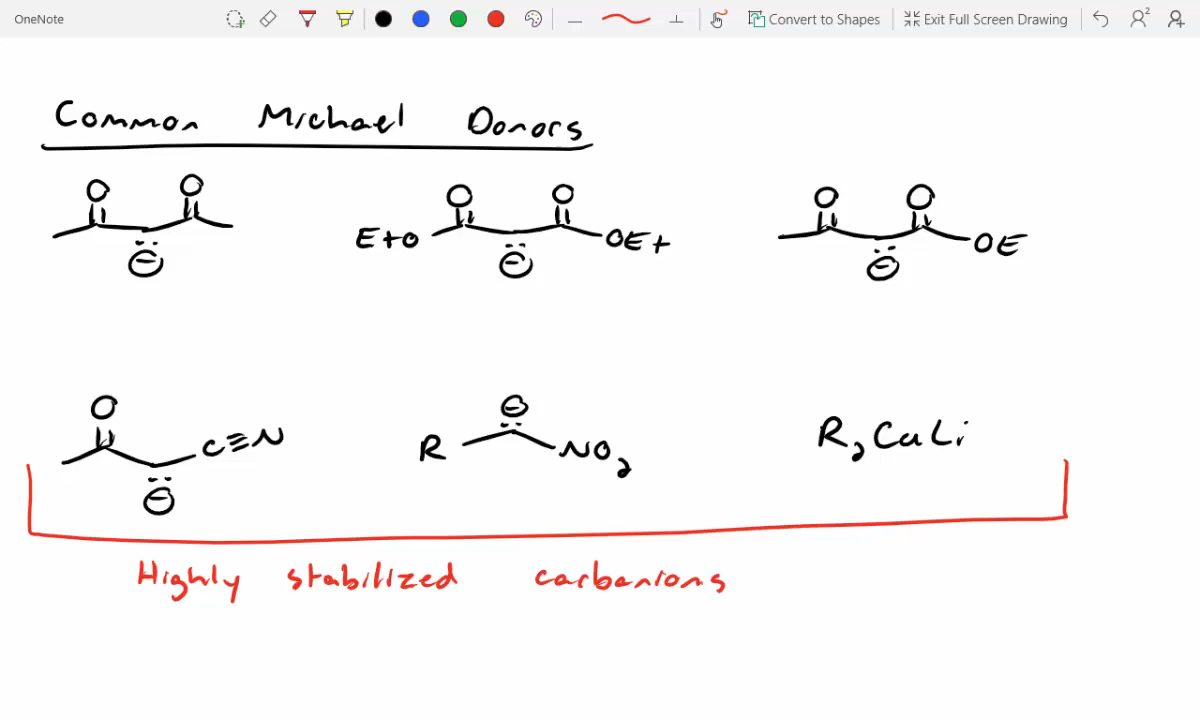 OneNote
Convert to Shapes
Exit Full Screen Drawing
Common Michael Donors
O O O O O O
EtO OEt OE
⊖ ⊖ ⊖
O ⊖
C≡N R NO2 R2CuLi
⊖
Highly stabilized carbanions